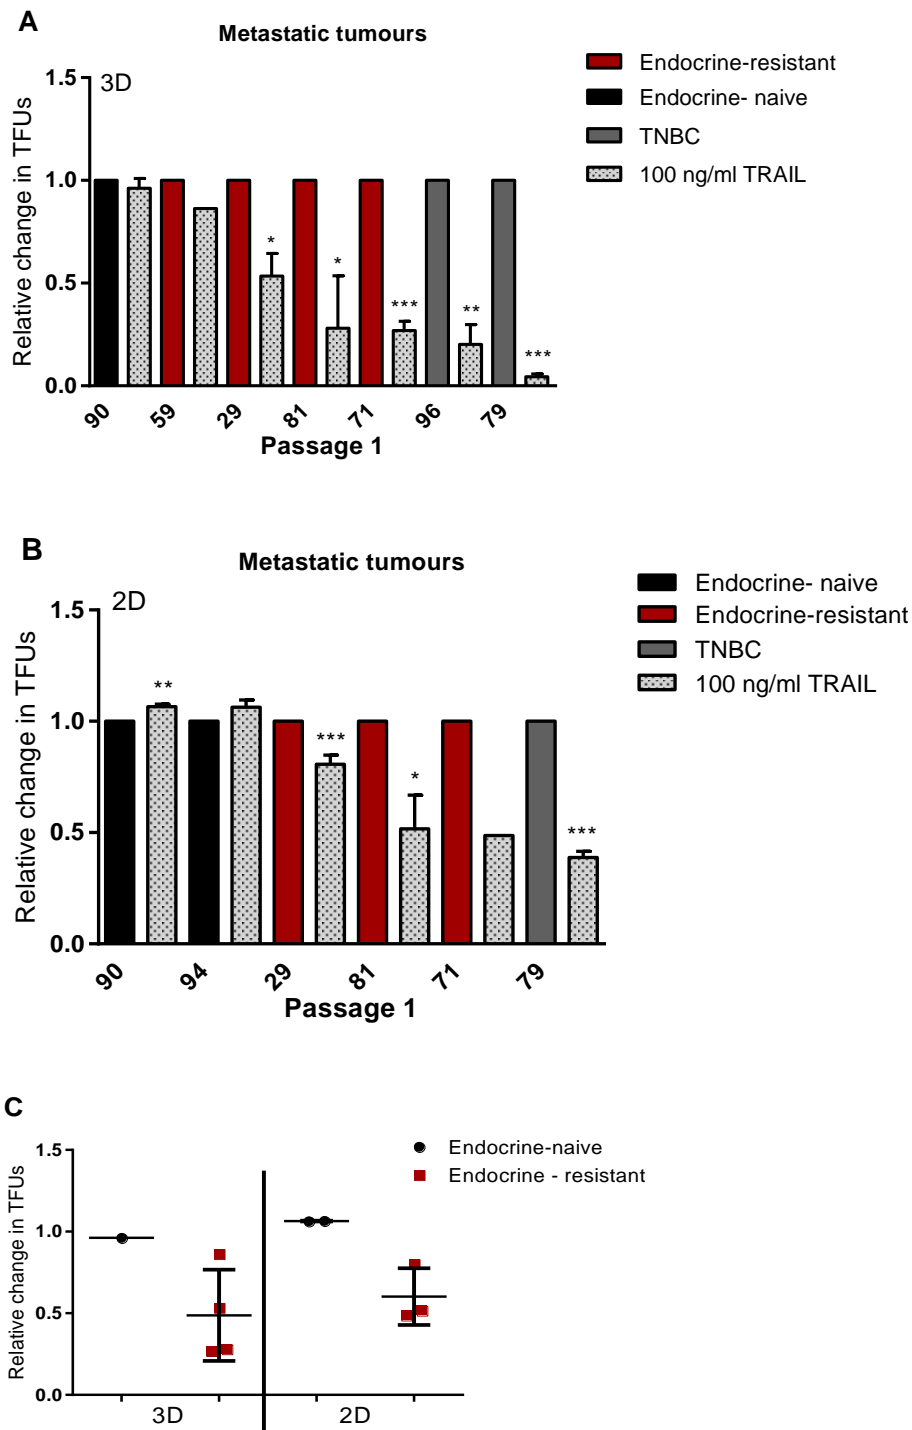 A
Metastatic tumours
3D
1.5
1.0
0.5
0.0
Relative change in TFUs
* * *** ** ***
90 59 29 81 71 96 79
Passage 1
Endocrine-resistant
Endocrine- naive
TNBC
100 ng/ml TRAIL
B
Metastatic tumours
2D
1.5
1.0
0.5
0.0
Relative change in TFUs
** *** * ***
90 94 29 81 71 79
Passage 1
Endocrine- naive
Endocrine-resistant
TNBC
100 ng/ml TRAIL
C
1.5
1.0
0.5
0.0
Relative change in TFUs
Endocrine-naive
Endocrine - resistant
3D 2D